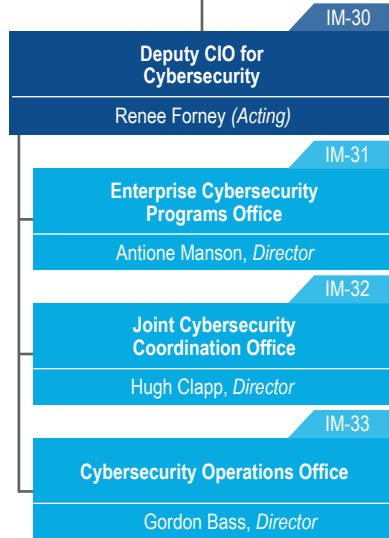 IM-30
Deputy CIO for
Cybersecurity
Renee Forney (Acting)
IM-31
Enterprise Cybersecurity
Programs Office
Antione Manson, Director
IM-32
Joint Cybersecurity
Coordination Office
Hugh Clapp, Director
IM-33
Cybersecurity Operations Office
Gordon Bass, Director